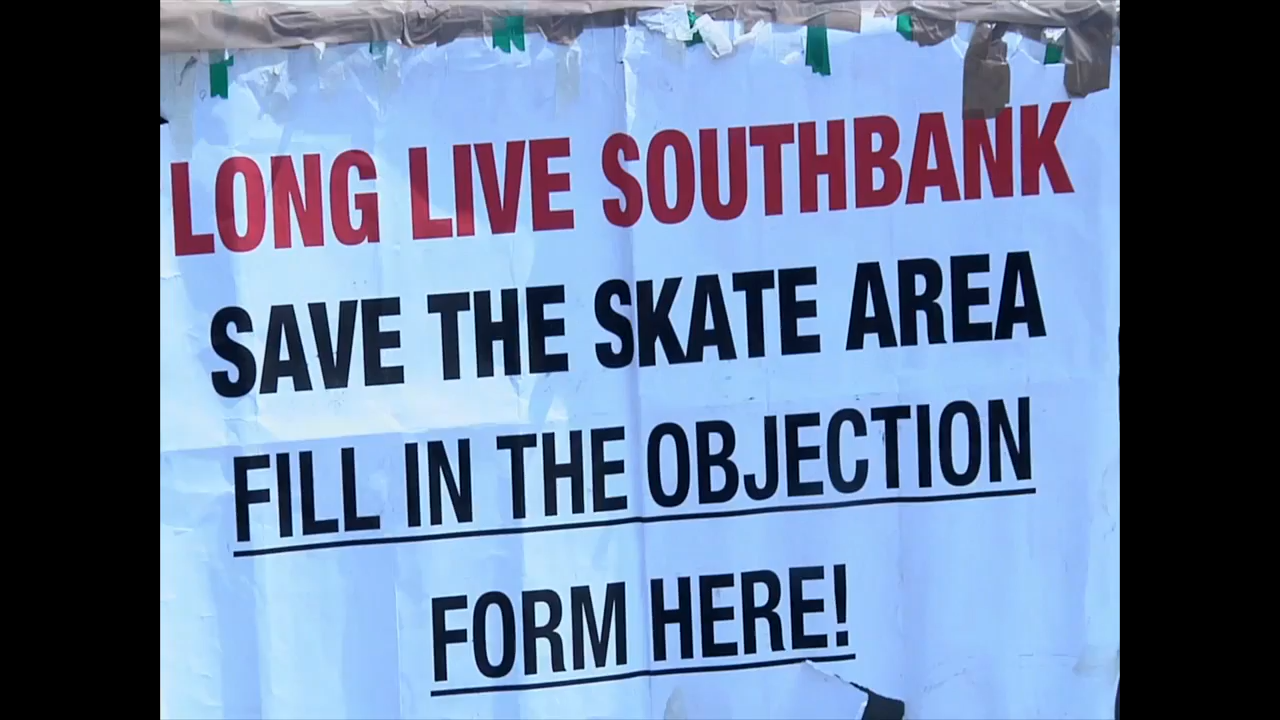 LONG LIVE SOUTHBANK
SAVE THE SKATE AREA
FILL IN THE OBJECTION
FORM HERE!